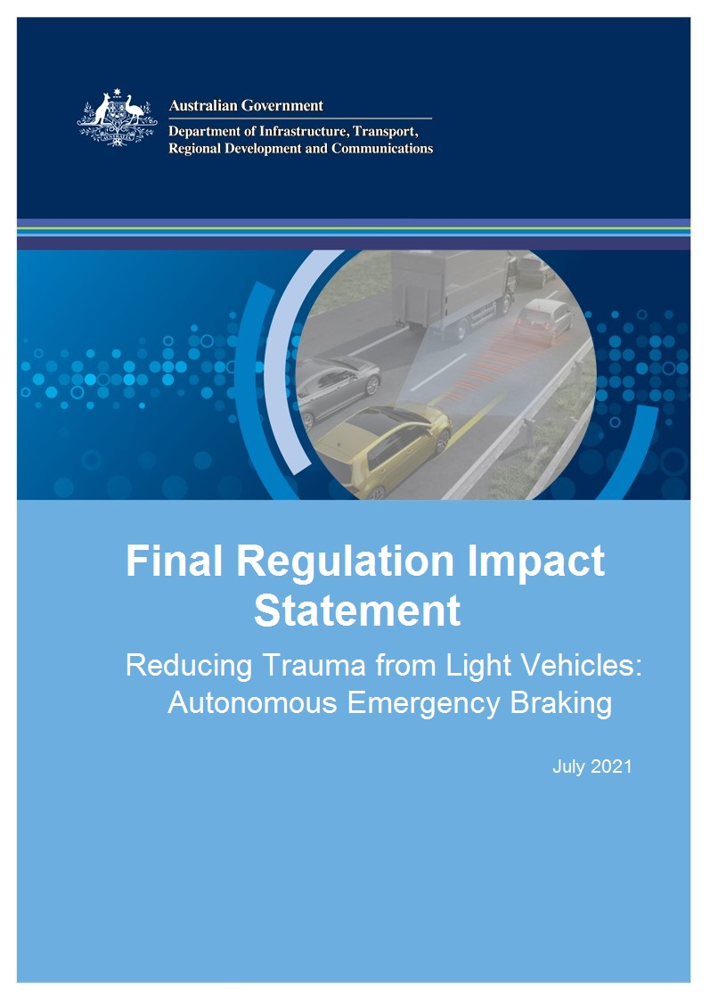 Australian Government
Department of Infrastructure, Transport,
Regional Development and Communications
Final Regulation Impact
Statement
Reducing Trauma from Light Vehicles:
Autonomous Emergency Braking
July 2021